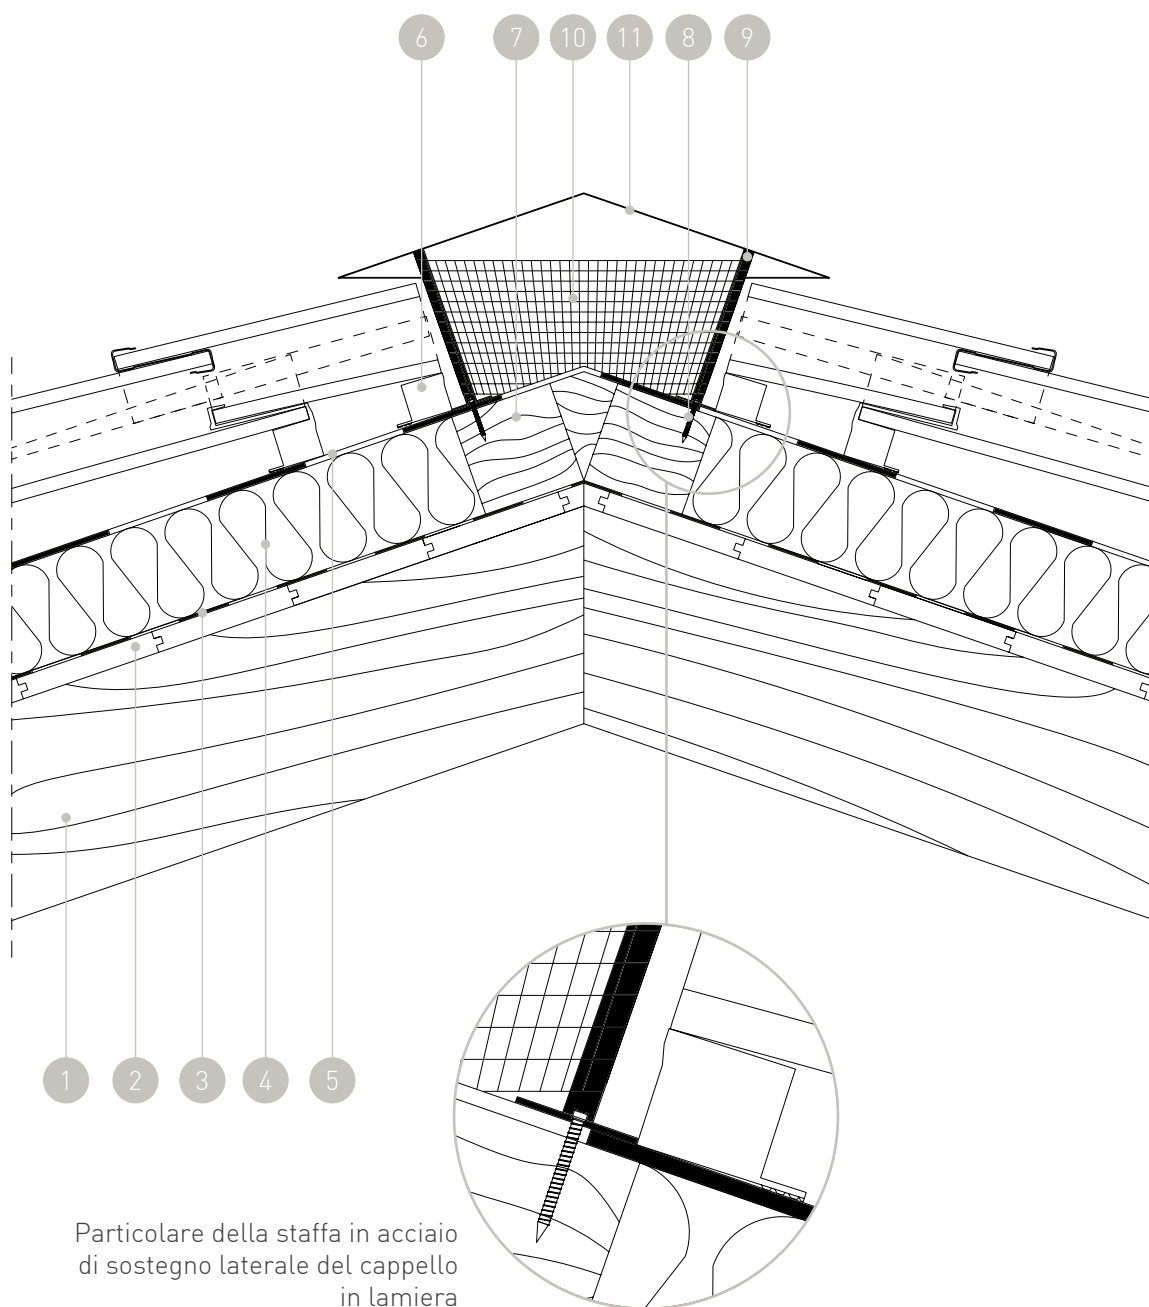 6 7 10 11 8 9
1 2 3 4 5
Particolare della staffa in acciaio
di sostegno laterale del cappello
in lamiera